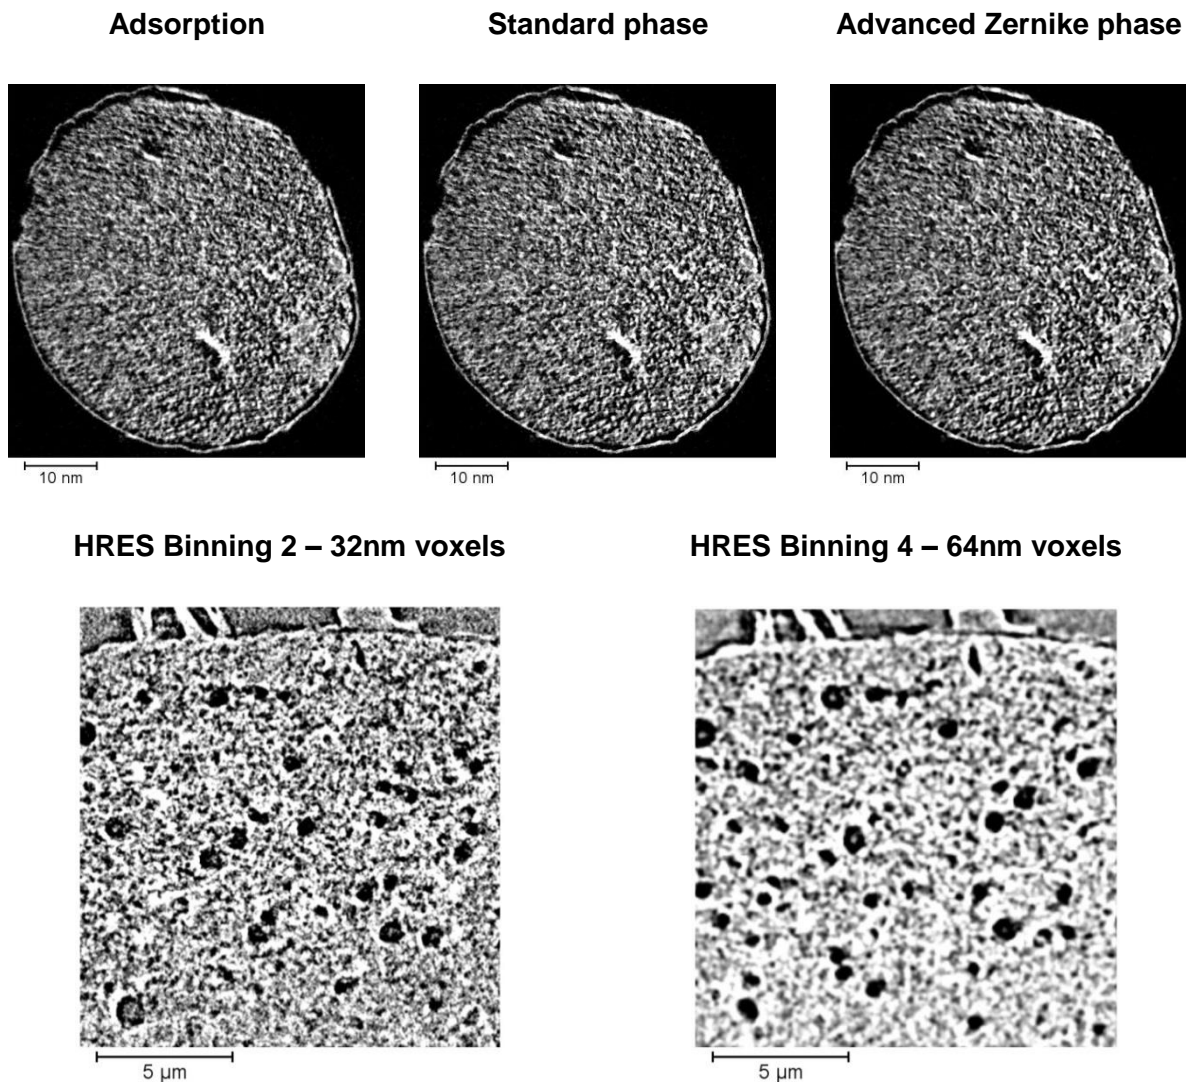 Adsorption
Standard phase
Advanced Zernike phase
10 nm
10 nm
10 nm
HRES Binning 2 – 32nm voxels
HRES Binning 4 – 64nm voxels
5 µm
5 µm